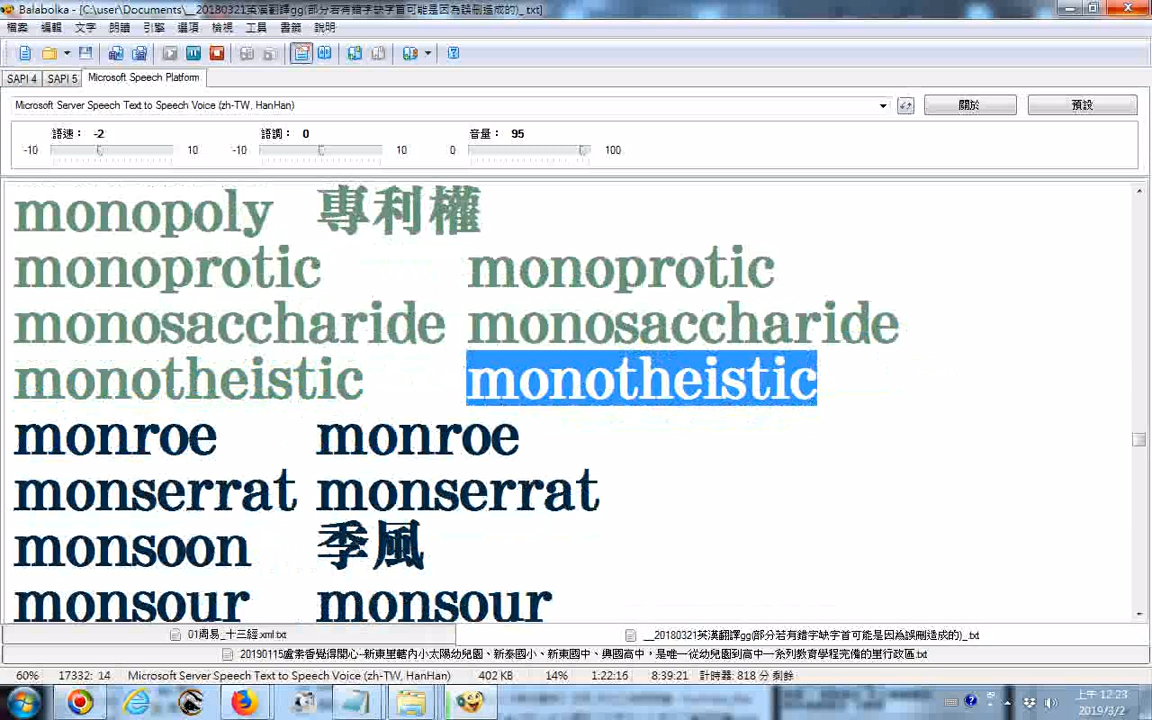 Balabolka - [C:\user\Documents\__20180321英漢翻譯gg(部分若有錯字缺字首可能是因為誤刪造成的)_.txt]
檔案 編輯 文字 朗讀 引擎 選項 檢視 工具 書籤 說明
SAPI 4 SAPI 5 Microsoft Speech Platform
Microsoft Server Speech Text to Speech Voice (zh-TW, HanHan) 關於 預設
語速： -2 語調： 0 音量： 95
-10 10 -10 10 0 100
monopoly 專利權
monoprotic monoprotic
monosaccharide monosaccharide
monotheistic monotheistic
monroe monroe
monserrat monserrat
monsoon 季風
monsour monsour
01周易_十三經.xml.txt __20180321英漢翻譯gg(部分若有錯字缺字首可能是因為誤刪造成的)_.txt
20190115盧素香覺得開心--新東里轄內小太陽幼兒園、新泰國小、新東國中、興國高中，是唯一從幼兒園到高中一系列教育學程完備的里行政區.txt
60% 17332: 14 Microsoft Server Speech Text to Speech Voice (zh-TW, HanHan) 402 KB 14% 1:22:16 8:39:21 計時器: 818 分 剩餘
上午 12:23
2019/3/2